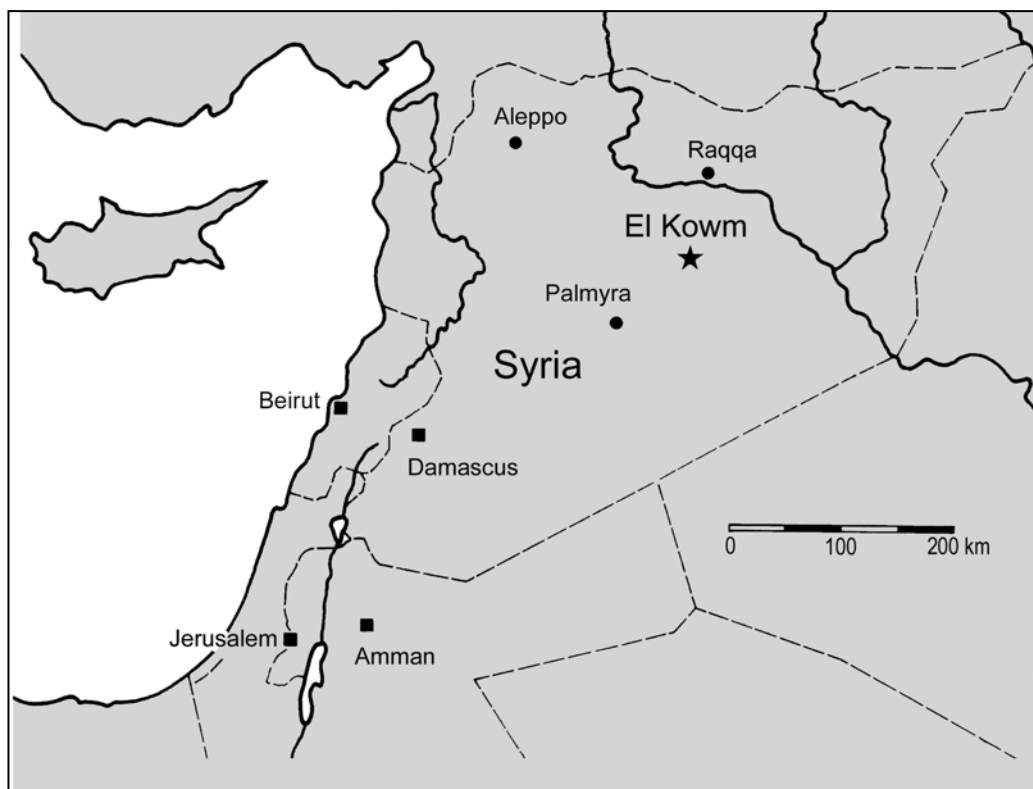 Aleppo
Raqqa
El Kowm
Palmyra
Syria
Beirut
Damascus
0 100 200 km
Jerusalem
Amman